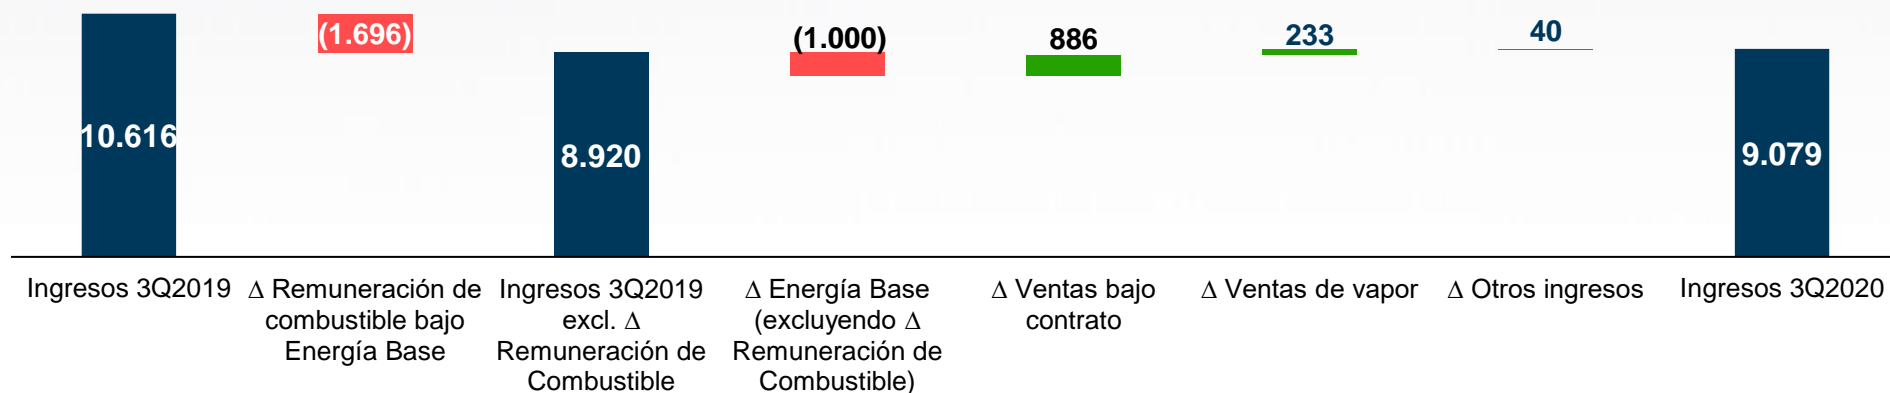 10.616
(1.696)
8.920
(1.000)
886
233
40
9.079
Ingresos 3Q2019
Δ Remuneración de
combustible bajo
Energía Base
Ingresos 3Q2019
excl. Δ
Remuneración de
Combustible
Δ Energía Base
(excluyendo Δ
Remuneración de
Combustible)
Δ Ventas bajo
contrato
Δ Ventas de vapor
Δ Otros ingresos
Ingresos 3Q2020